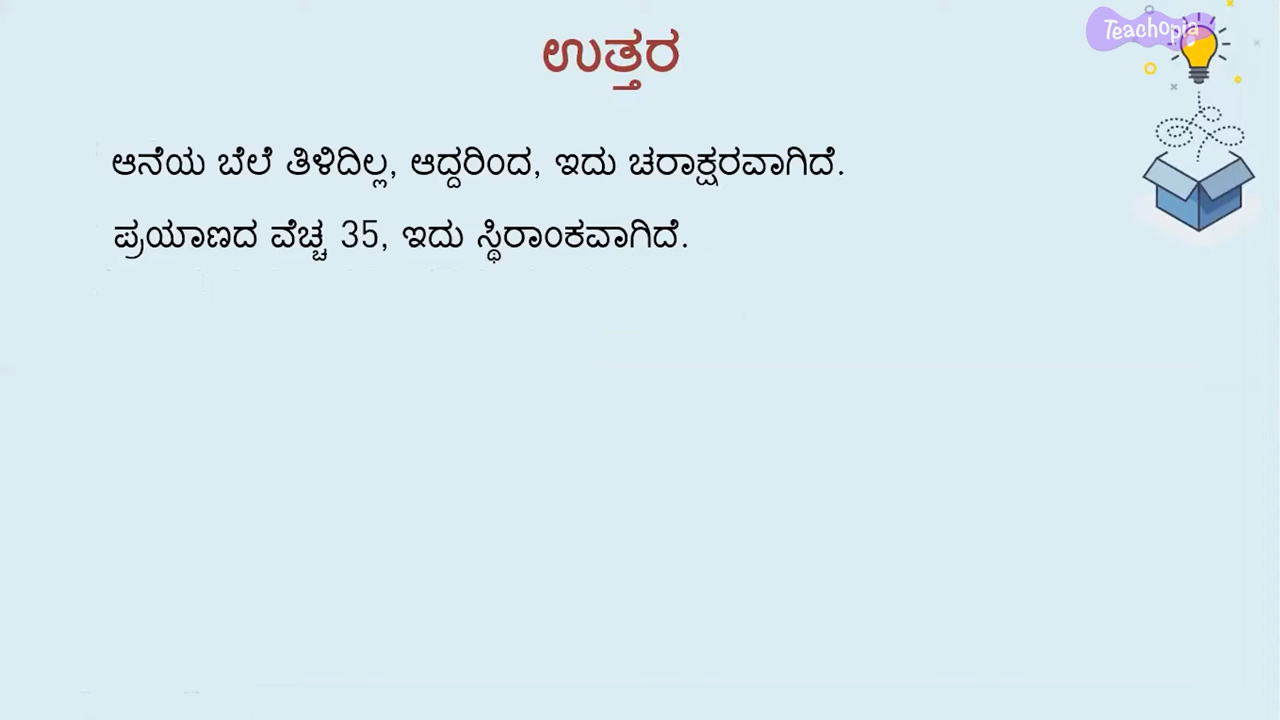 Teachopia
ಉತ್ತರ
ಆನೆಯ ಬೆಲೆ ತಿಳಿದಿಲ್ಲ, ಆದ್ದರಿಂದ, ಇದು ಚರಾಕ್ಷರವಾಗಿದೆ.
ಪ್ರಯಾಣದ ವೆಚ್ಚ 35, ಇದು ಸ್ಥಿರಾಂಕವಾಗಿದೆ.